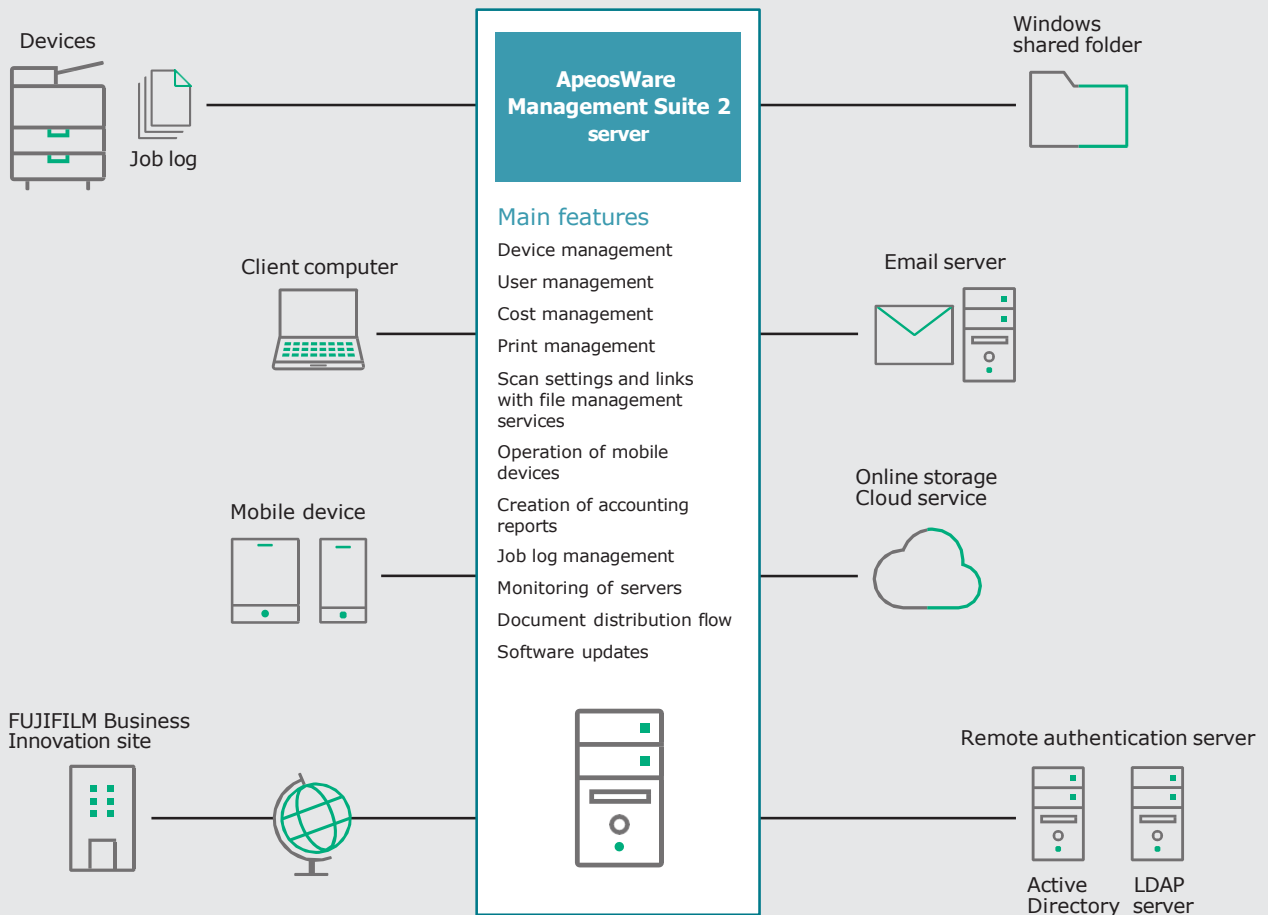 Devices
Job log
Client computer
Mobile device
FUJIFILM Business
Innovation site
ApeosWare
Management Suite 2
server
Main features
Device management
User management
Cost management
Print management
Scan settings and links
with file management
services
Operation of mobile
devices
Creation of accounting
reports
Job log management
Monitoring of servers
Document distribution flow
Software updates
Windows
shared folder
Email server
Online storage
Cloud service
Remote authentication server
Active
Directory
LDAP
server